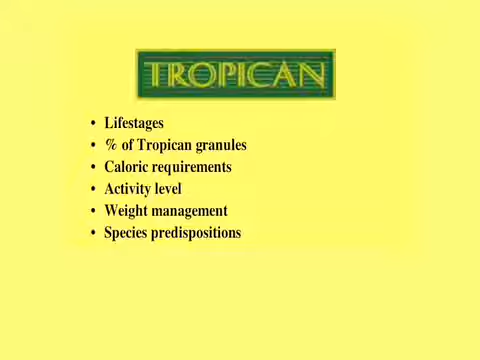 TROPICAN
• Lifestages
• % of Tropican granules
• Caloric requirements
• Activity level
• Weight management
• Species predispositions